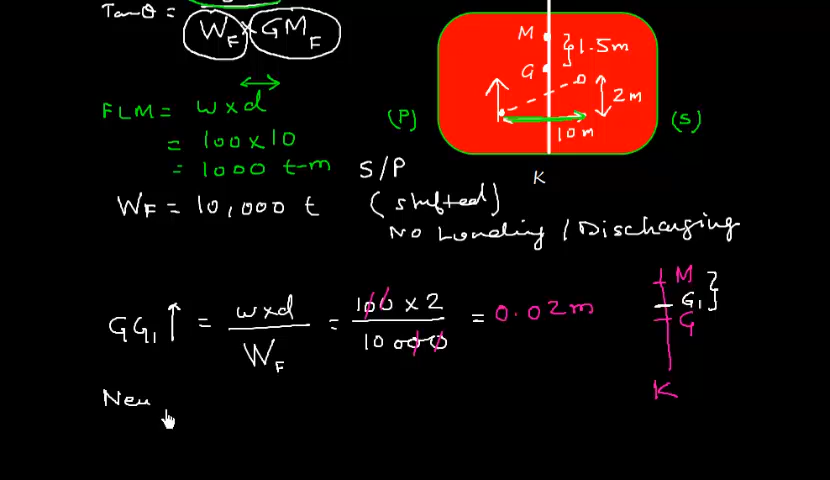 Tanθ =
W_F × GM_F
FLM = w x d
= 100 x 10
= 1000 t-m
S/P
W_F = 10,000 t
(shifted)
No Loading / Discharging
M
1.5m
G
2m
(P)
10m
(S)
K
GG₁ ↑ = w x d / W_F = 100 x 2 / 10000 = 0.02m
M
G₁
G
K
New